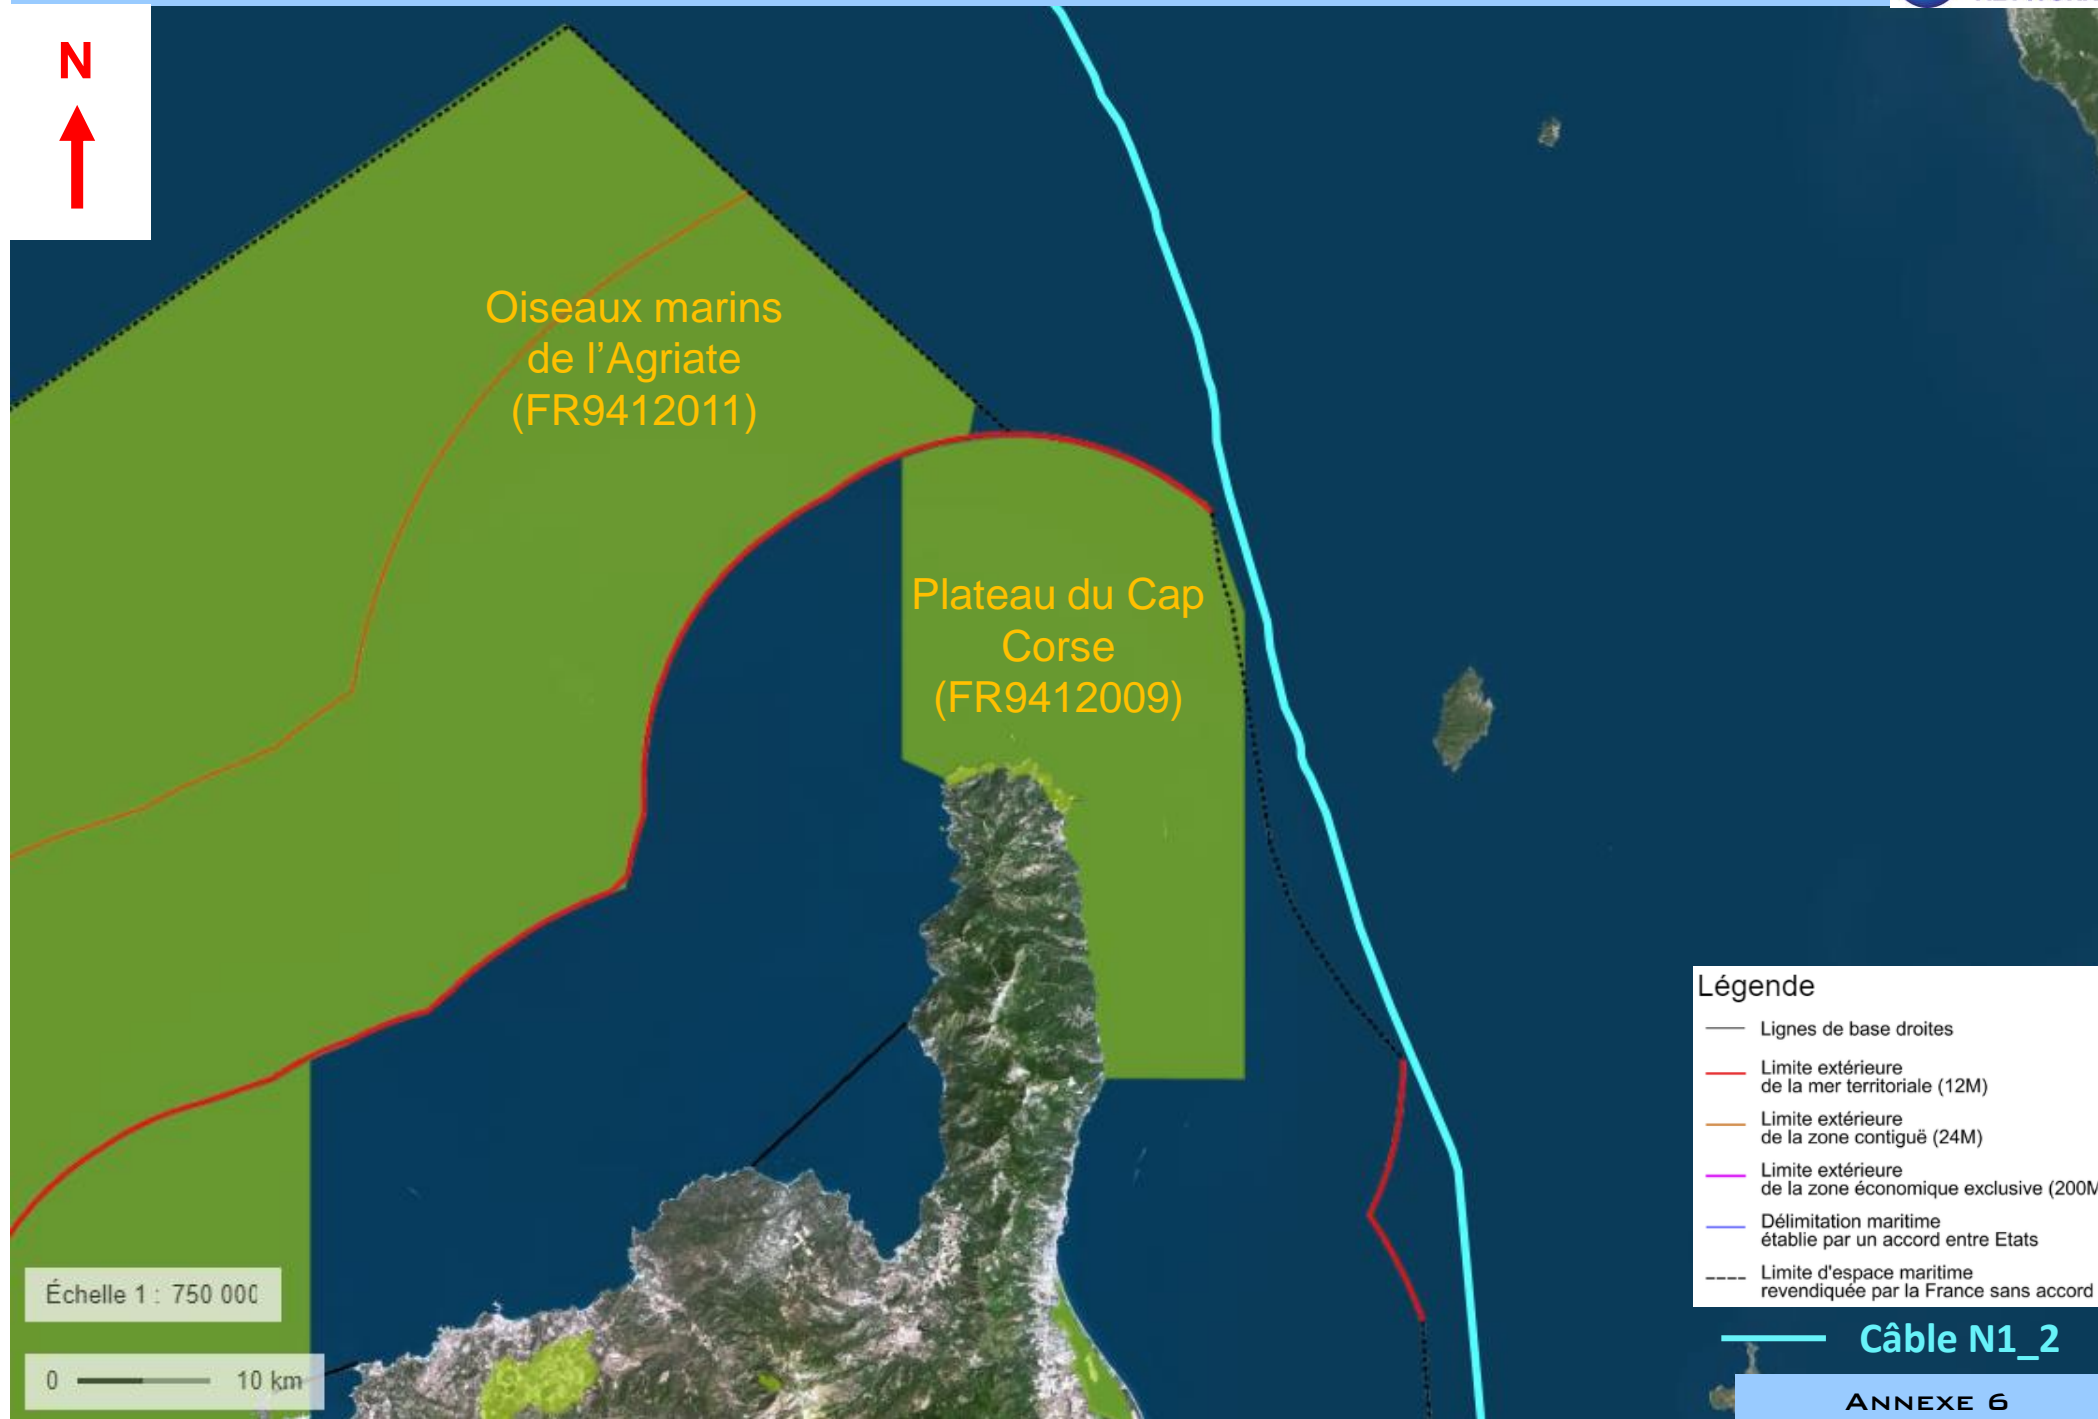 N
Oiseaux marins
de l'Agriate
(FR9412011)
Plateau du Cap
Corse
(FR9412009)
Légende
Lignes de base droites
Limite extérieure
de la mer territoriale (12M)
Limite extérieure
de la zone contiguë (24M)
Limite extérieure
de la zone économique exclusive (200M
Délimitation maritime
établie par un accord entre Etats
Limite d'espace maritime
revendiquée par la France sans accord
Échelle 1 : 750 000
0 10 km
Câble N1_2
ANNEXE 6